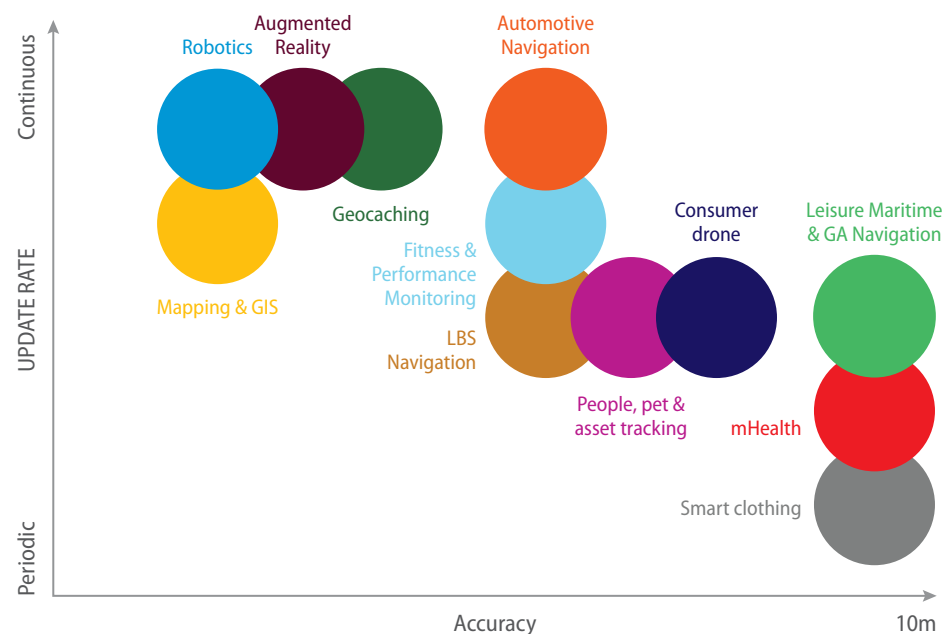 Continuous
UPDATE RATE
Periodic
Robotics
Augmented
Reality
Geocaching
Mapping & GIS
Automotive
Navigation
Fitness &
Performance
Monitoring
LBS
Navigation
People, pet &
asset tracking
Consumer
drone
Leisure Maritime
& GA Navigation
mHealth
Smart clothing
Accuracy
10m